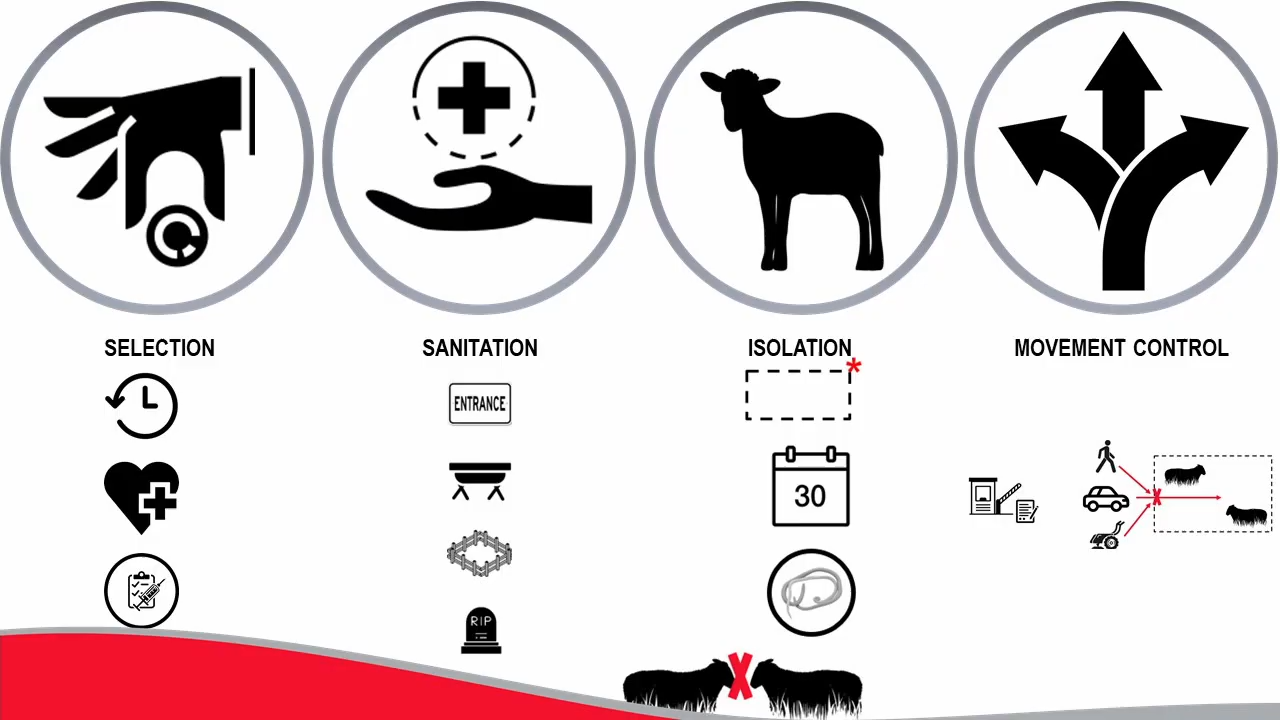 SELECTION
SANITATION
ISOLATION
MOVEMENT CONTROL
*
ENTRANCE
30
RIP